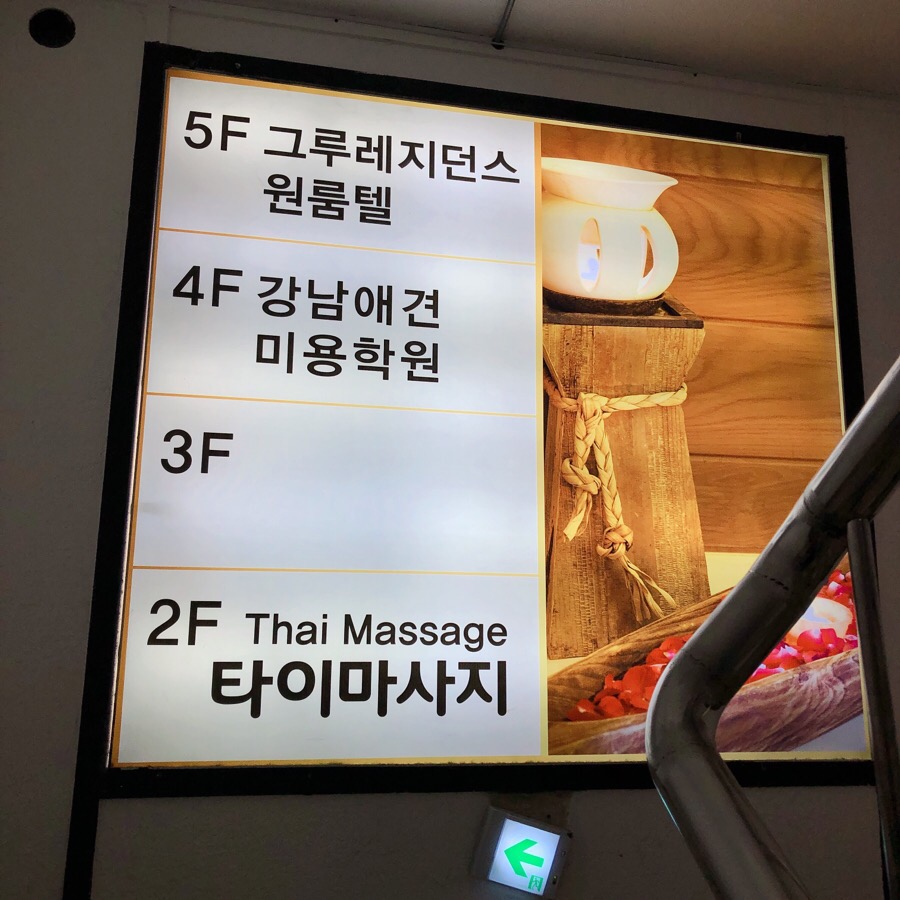 5F 그루레지던스
원룸텔
4F 강남애견
미용학원
3F
2F Thai Massage
타이마사지